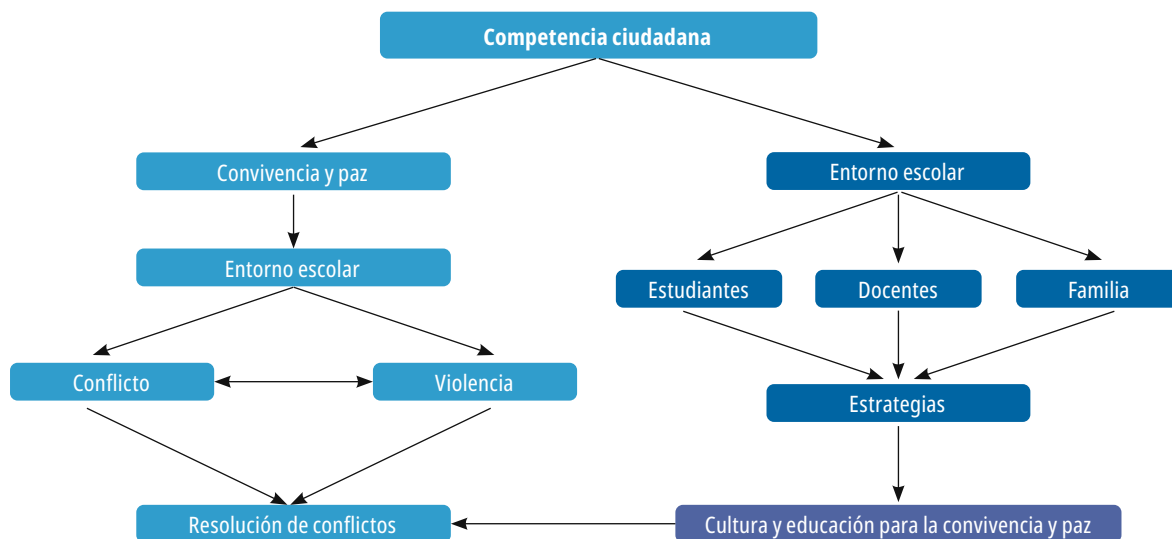 Competencia ciudadana
Convivencia y paz
Entorno escolar
Entorno escolar
Estudiantes
Docentes
Familia
Conflicto
Violencia
Estrategias
Resolución de conflictos
Cultura y educación para la convivencia y paz